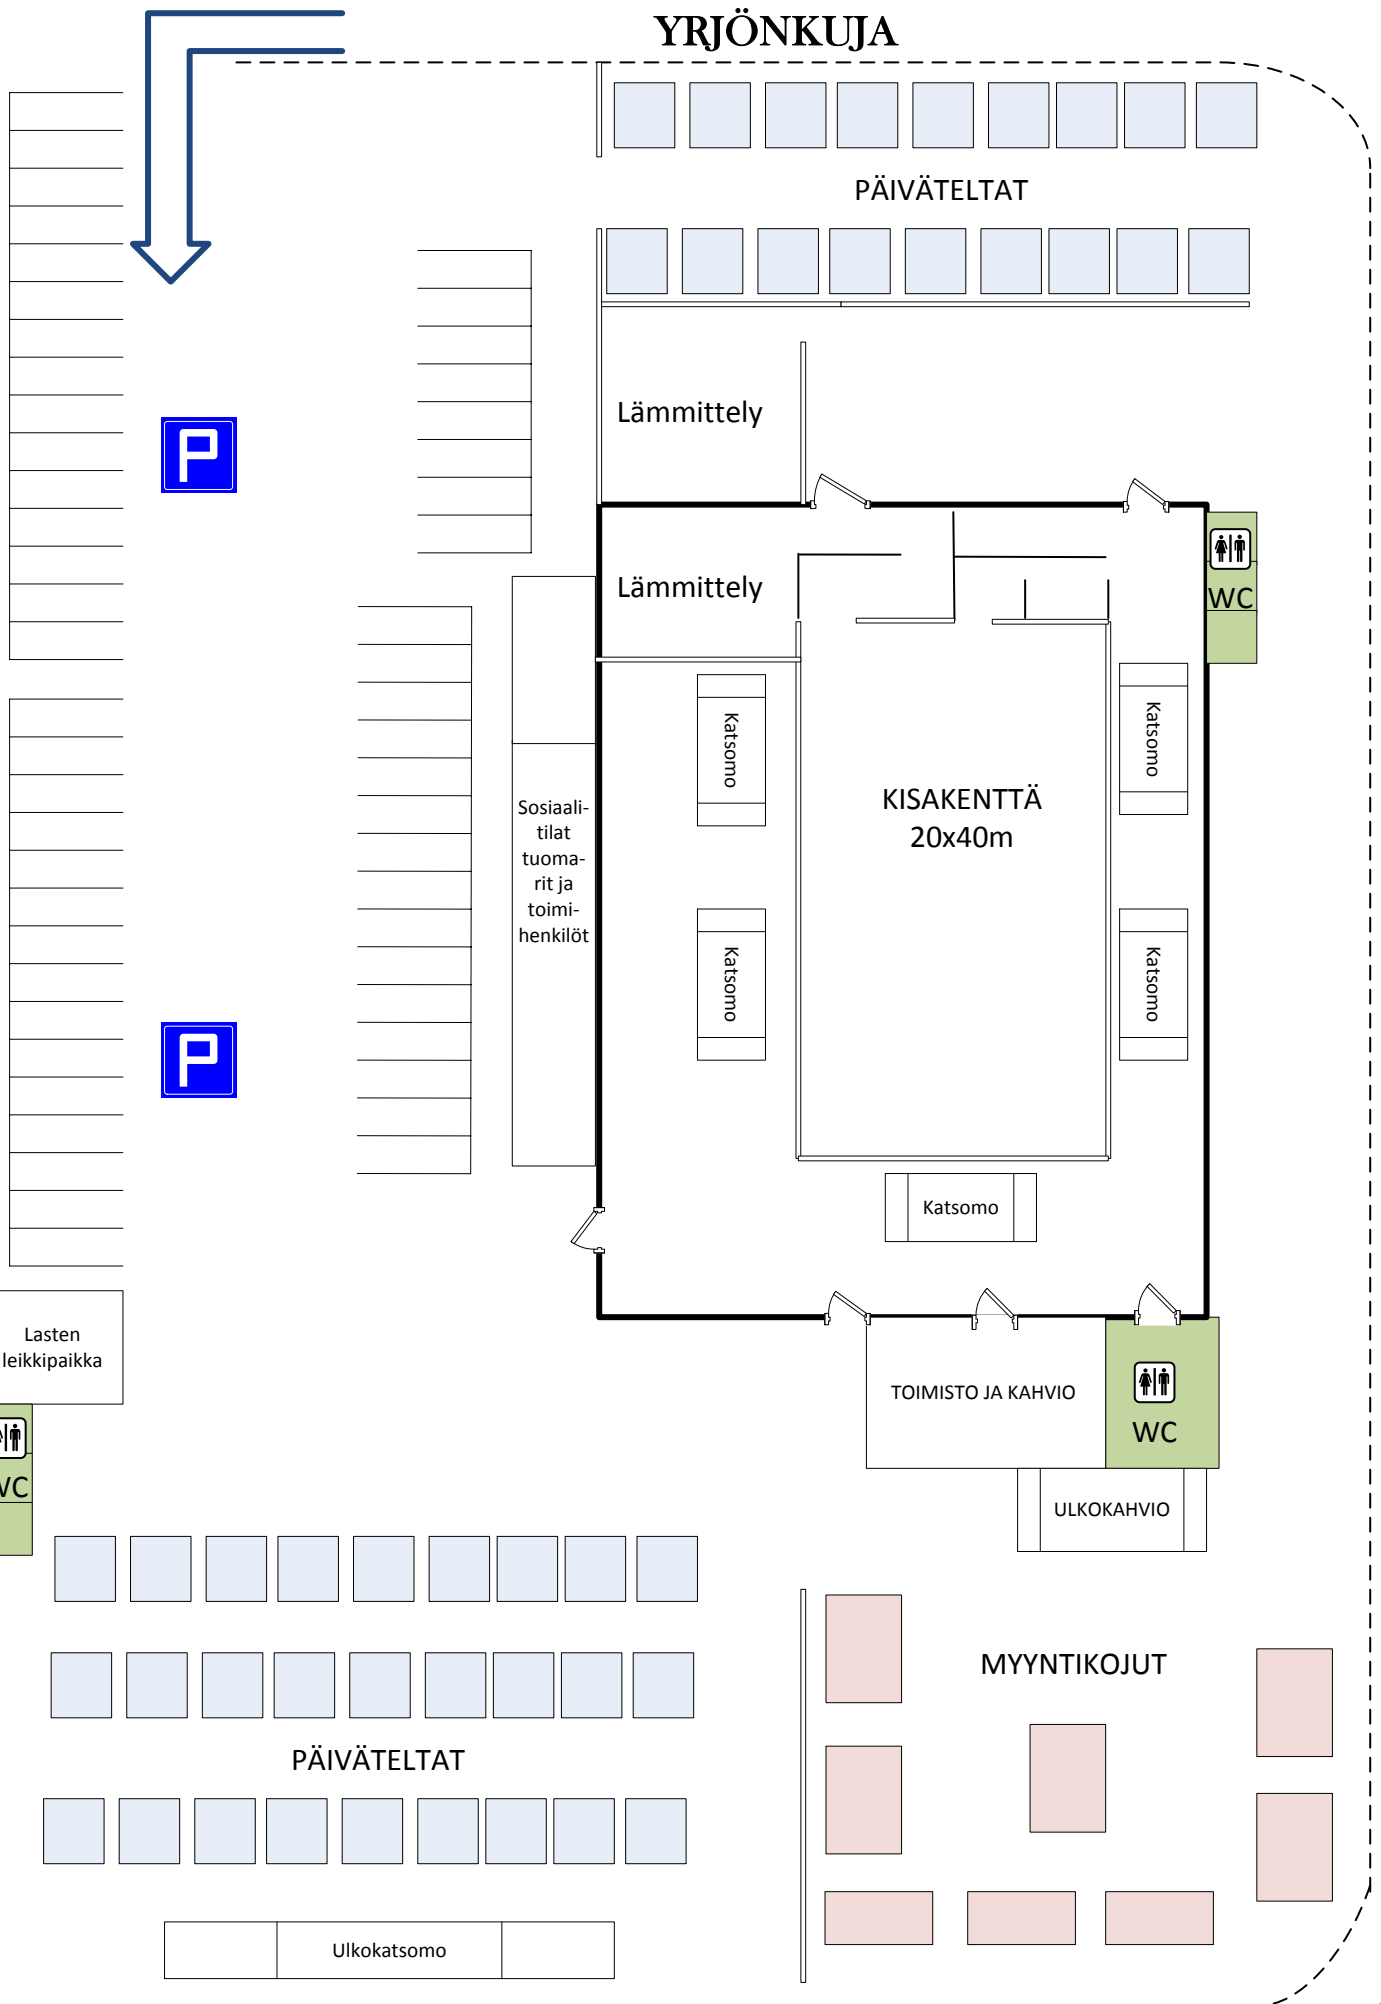 YRJÖNKUJA
PÄIVÄTELTAT
Lämmittely
P
Lämmittely
WC
Katsomo
Katsomo
KISAKENTTÄ
20x40m
Sosiaali-
tilat
tuoma-
rit ja
toimi-
henkilöt
Katsomo
Katsomo
P
Katsomo
Lasten
leikkipaikka
TOIMISTO JA KAHVIO
WC
WC
ULKOKAHVIO
MYYNTIKOJUT
PÄIVÄTELTAT
Ulkokatsomo